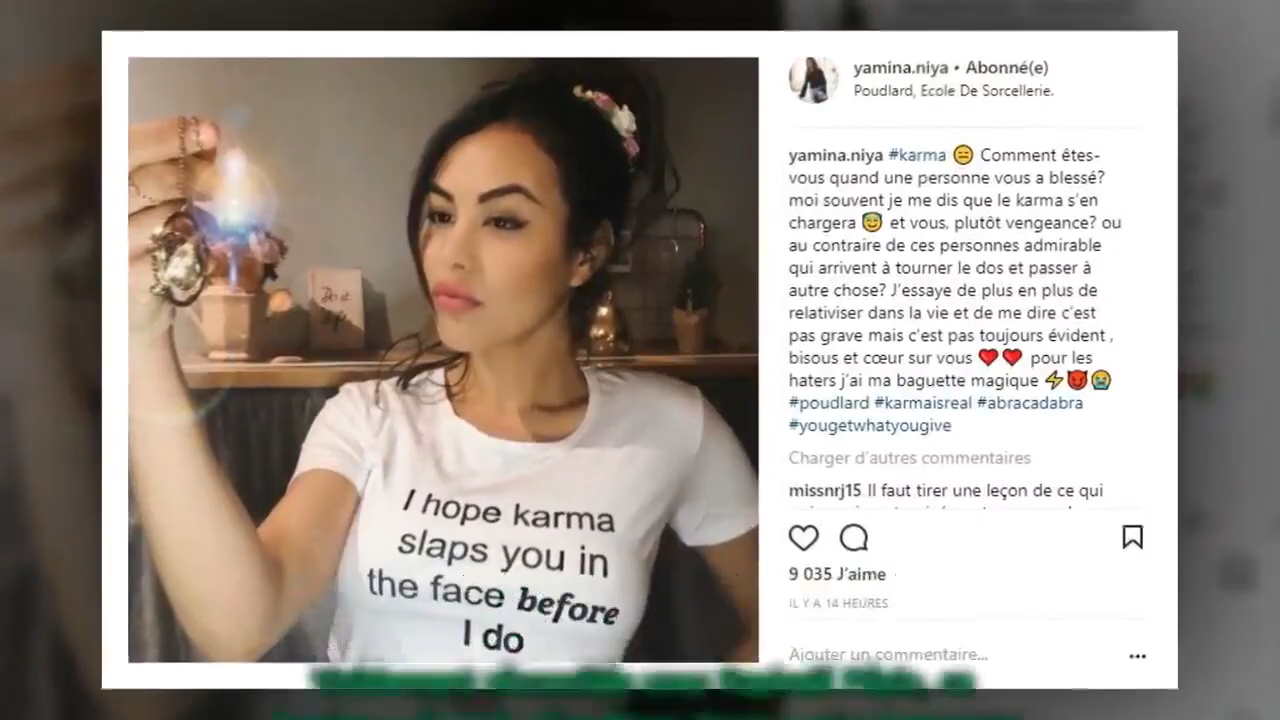 yamina.niya • Abonné(e)
Poudlard, Ecole De Sorcellerie.
yamina.niya #karma 😑 Comment êtes-
vous quand une personne vous a blessé?
moi souvent je me dis que le karma s'en
chargera 😇 et vous, plutôt vengeance? ou
au contraire de ces personnes admirable
qui arrivent à tourner le dos et passer à
autre chose? J'essaye de plus en plus de
relativiser dans la vie et de me dire c'est
pas grave mais c'est pas toujours évident ,
bisous et cœur sur vous ❤️❤️ pour les
haters j'ai ma baguette magique ⚡😈😭
#poudlard #karmaisreal #abracadabra
#yougetwhatyougive
Charger d'autres commentaires
missnrj15 Il faut tirer une leçon de ce qui
9 035 J'aime
IL Y A 14 HEURES
Ajouter un commentaire...
I hope karma
slaps you in
the face before
I do